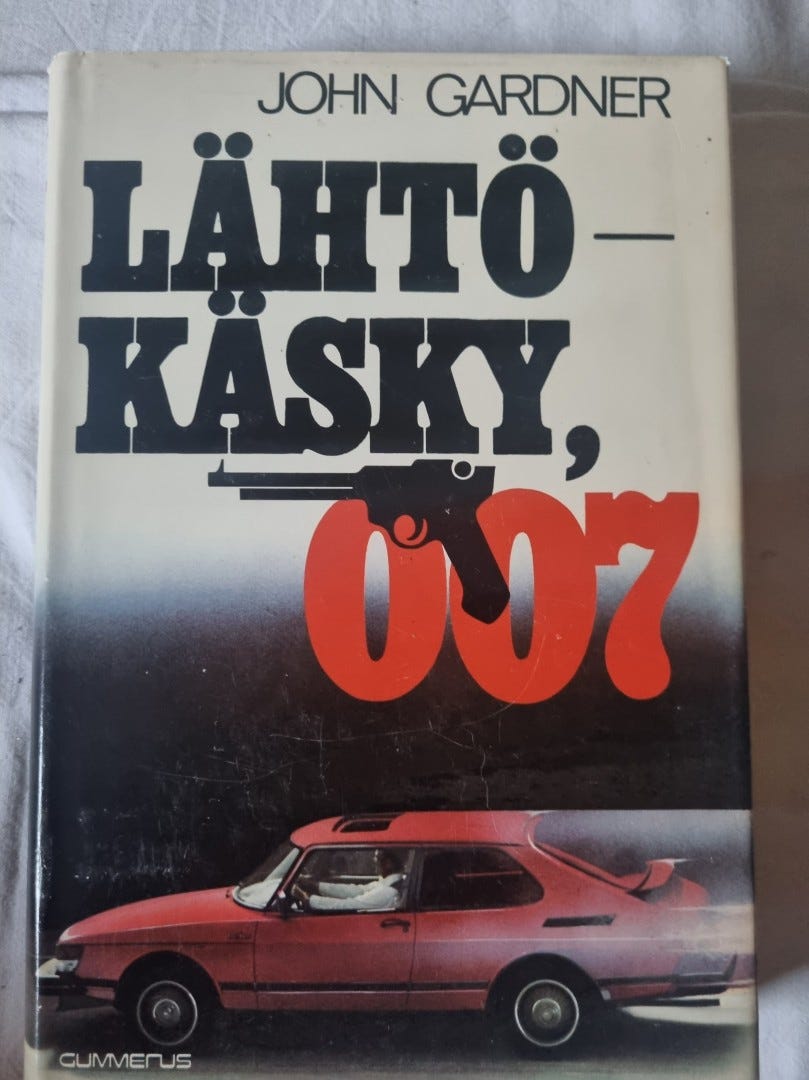 JOHN GARDNER
LÄHTÖ–
KÄSKY,
007
GUMMERUS